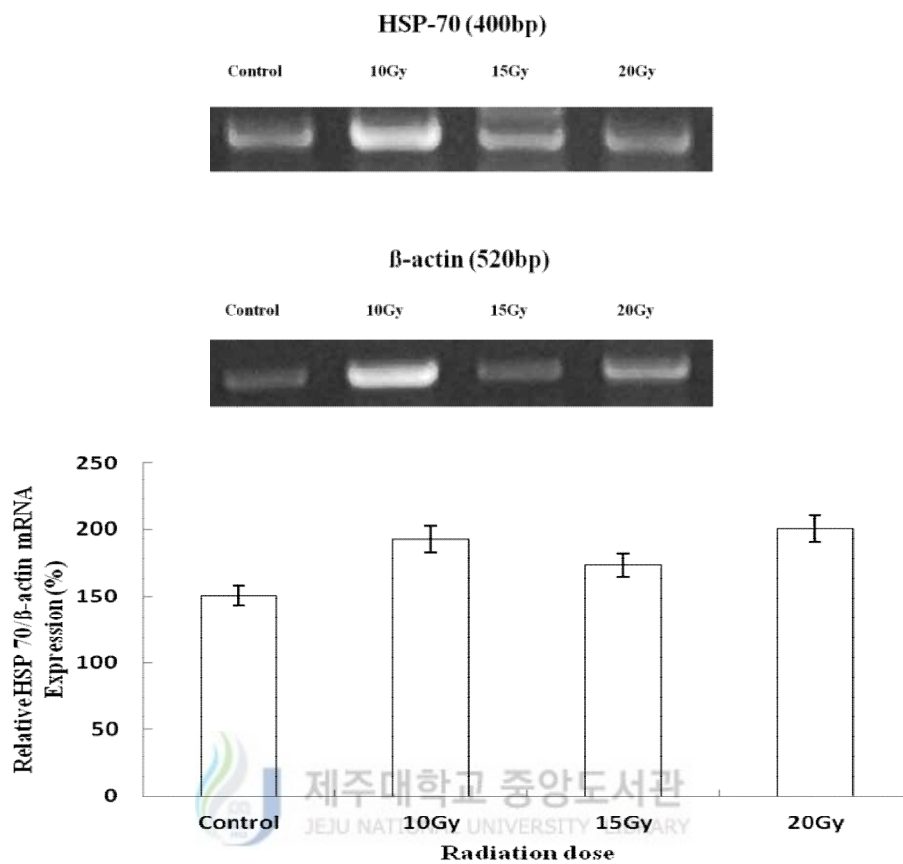 HSP-70 (400bp)
Control 10Gy 15Gy 20Gy
ß-actin (520bp)
Control 10Gy 15Gy 20Gy
Relative HSP 70/ß-actin mRNA
Expression (%)
250
200
150
100
50
0
Control 10Gy 15Gy 20Gy
Radiation dose
제주대학교 중앙도서관
JEJU NATIONAL UNIVERSITY LIBRARY